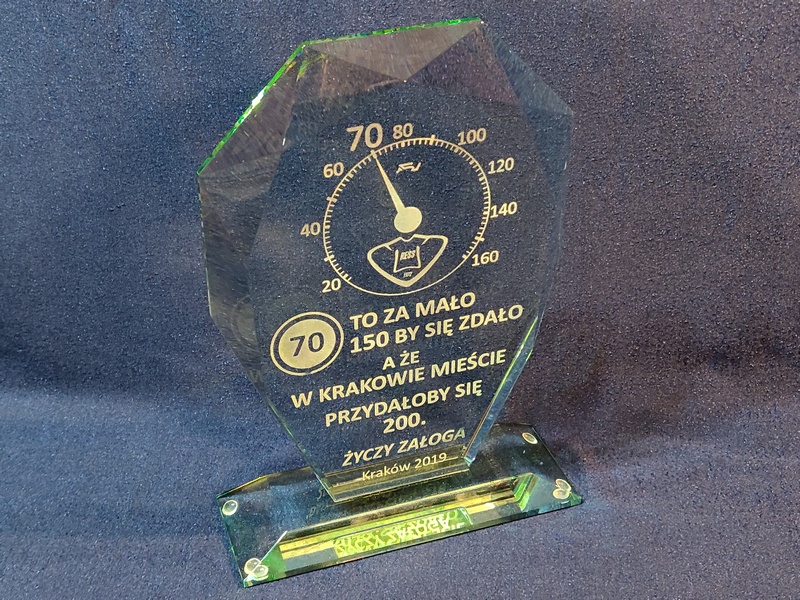 70 80 100
60 120
40 140
20 160
RESS
70 TO ZA MAŁO
150 BY SIĘ ZDAŁO
A ŻE
W KRAKOWIE MIEŚCIE
PRZYDAŁOBY SIĘ
200.
ŻYCZY ZAŁOGA
Kraków 2019